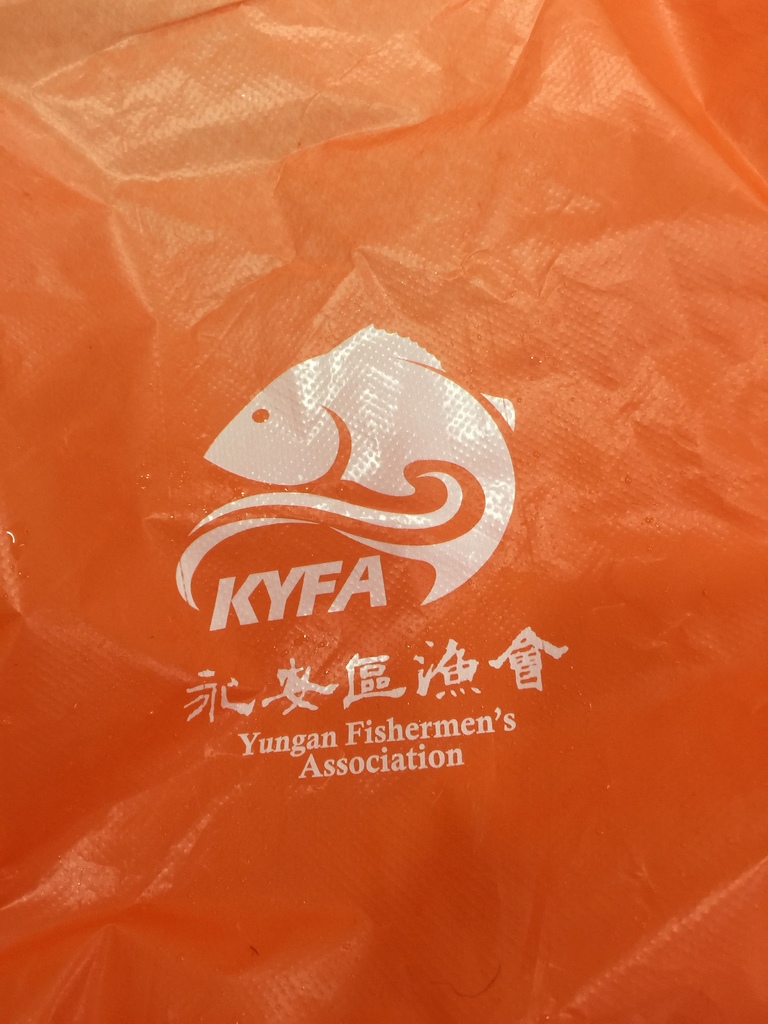 KYFA
永安區漁會
Yungan Fishermen's
Association